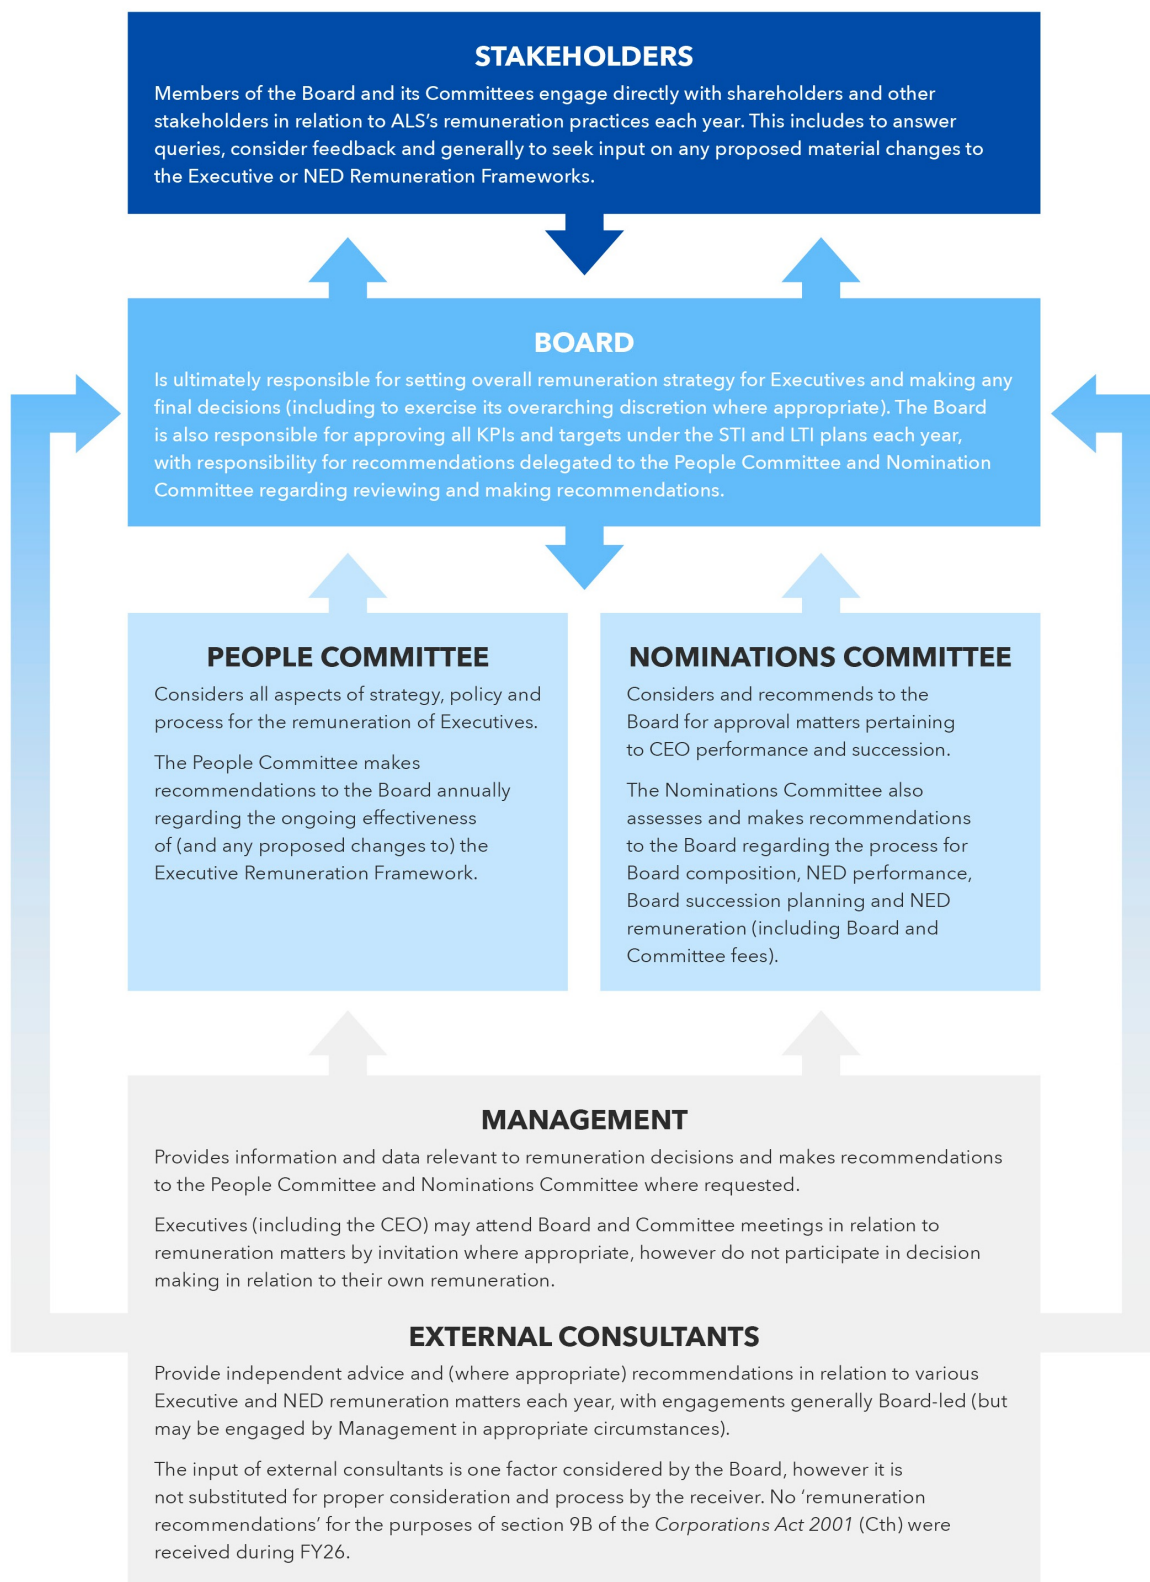 STAKEHOLDERS
Members of the Board and its Committees engage directly with shareholders and other
stakeholders in relation to ALS’s remuneration practices each year. This includes to answer
queries, consider feedback and generally to seek input on any proposed material changes to
the Executive or NED Remuneration Frameworks.
BOARD
Is ultimately responsible for setting overall remuneration strategy for Executives and making any
final decisions (including to exercise its overarching discretion where appropriate). The Board
is also responsible for approving all KPIs and targets under the STI and LTI plans each year,
with responsibility for recommendations delegated to the People Committee and Nomination
Committee regarding reviewing and making recommendations.
PEOPLE COMMITTEE
Considers all aspects of strategy, policy and
process for the remuneration of Executives.
The People Committee makes
recommendations to the Board annually
regarding the ongoing effectiveness
of (and any proposed changes to) the
Executive Remuneration Framework.
NOMINATIONS COMMITTEE
Considers and recommends to the
Board for approval matters pertaining
to CEO performance and succession.
The Nominations Committee also
assesses and makes recommendations
to the Board regarding the process for
Board composition, NED performance,
Board succession planning and NED
remuneration (including Board and
Committee fees).
MANAGEMENT
Provides information and data relevant to remuneration decisions and makes recommendations
to the People Committee and Nominations Committee where requested.
Executives (including the CEO) may attend Board and Committee meetings in relation to
remuneration matters by invitation where appropriate, however do not participate in decision
making in relation to their own remuneration.
EXTERNAL CONSULTANTS
Provide independent advice and (where appropriate) recommendations in relation to various
Executive and NED remuneration matters each year, with engagements generally Board-led (but
may be engaged by Management in appropriate circumstances).
The input of external consultants is one factor considered by the Board, however it is
not substituted for proper consideration and process by the receiver. No ‘remuneration
recommendations’ for the purposes of section 9B of the Corporations Act 2001 (Cth) were
received during FY26.